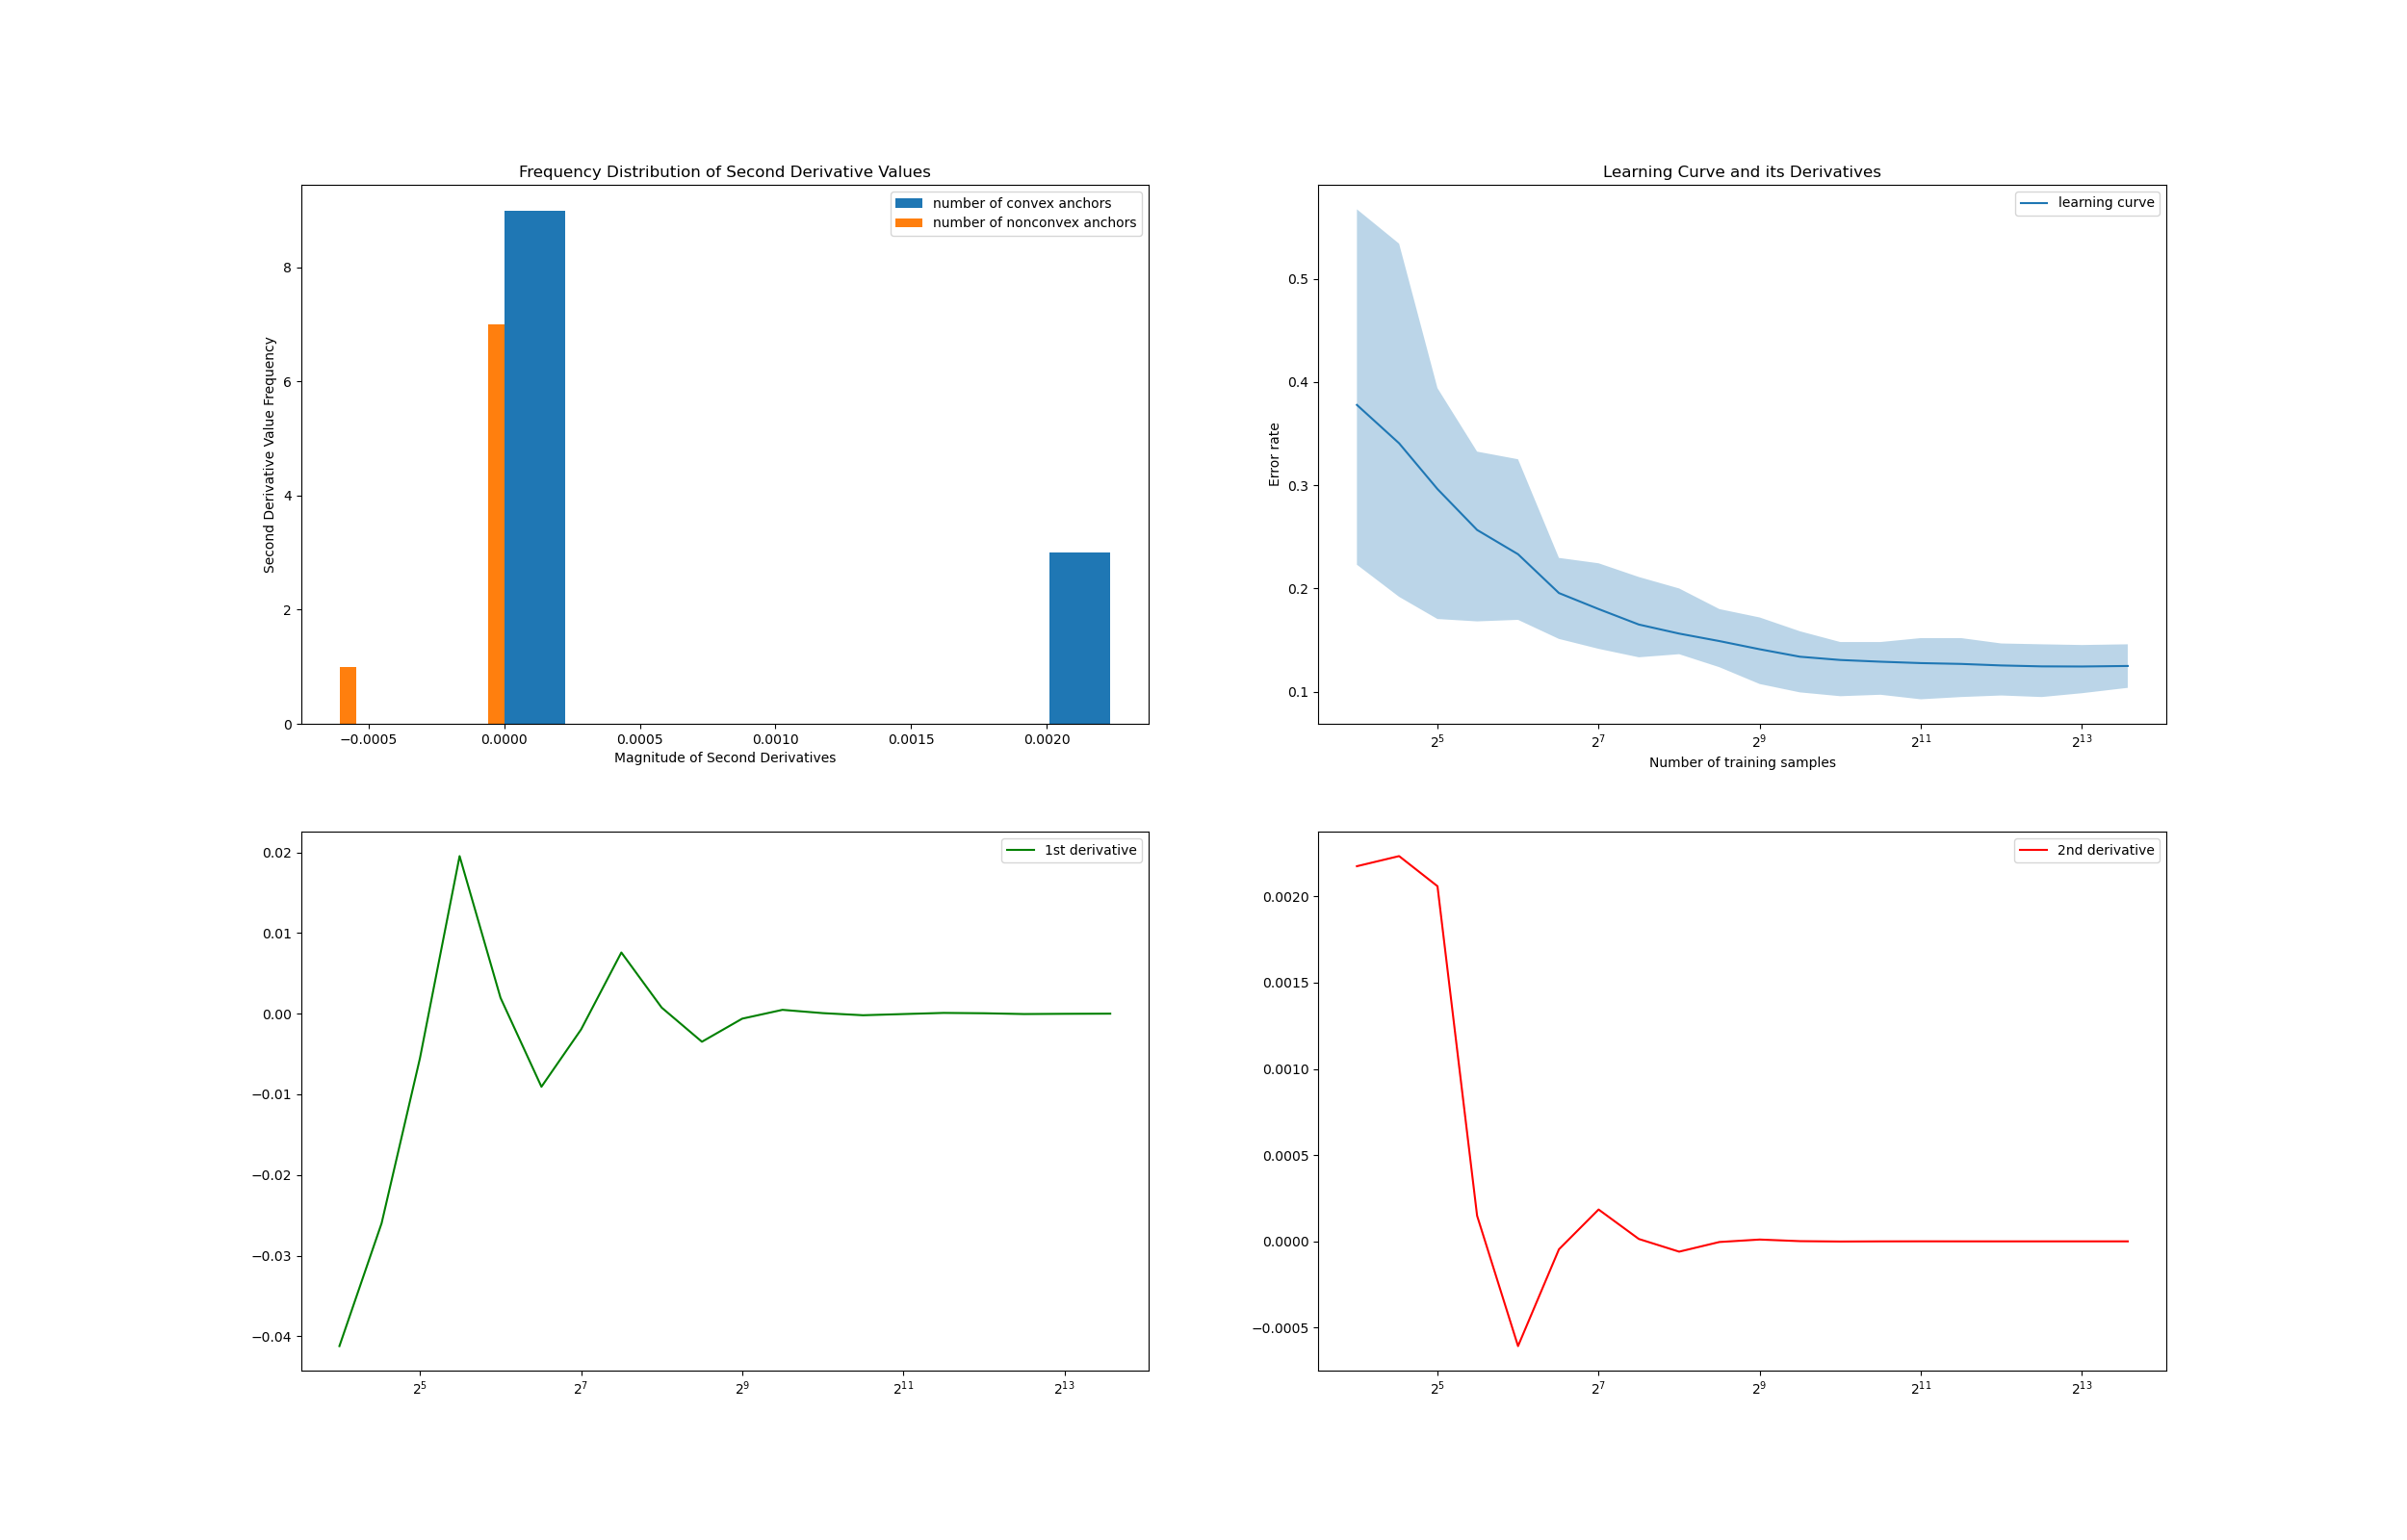 Frequency Distribution of Second Derivative Values
number of convex anchors
number of nonconvex anchors
Second Derivative Value Frequency
8
6
4
2
0
−0.0005 0.0000 0.0005 0.0010 0.0015 0.0020
Magnitude of Second Derivatives
Learning Curve and its Derivatives
learning curve
Error rate
0.5
0.4
0.3
0.2
0.1
2⁵ 2⁷ 2⁹ 2¹¹ 2¹³
Number of training samples
1st derivative
0.02
0.01
0.00
−0.01
−0.02
−0.03
−0.04
2⁵ 2⁷ 2⁹ 2¹¹ 2¹³
2nd derivative
0.0020
0.0015
0.0010
0.0005
0.0000
−0.0005
2⁵ 2⁷ 2⁹ 2¹¹ 2¹³